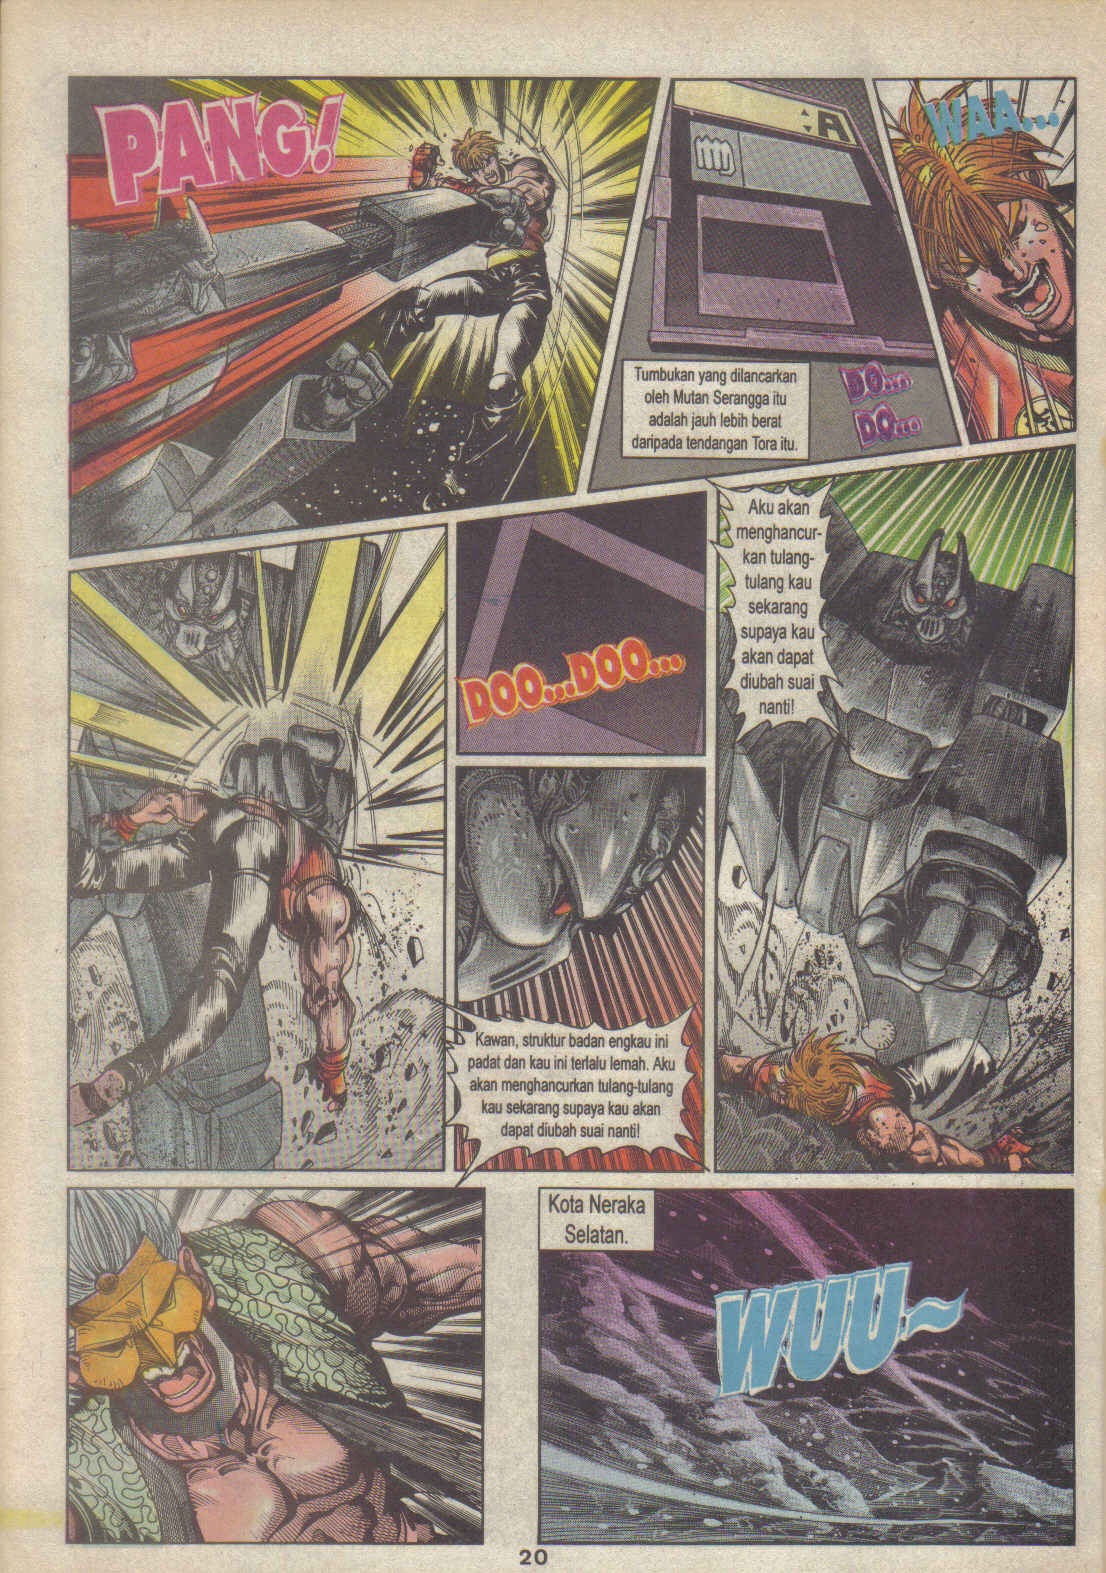 PANG!
A
WAA...
Tumbukan yang dilancarkan
oleh Mutan Serangga itu
adalah jauh lebih berat
daripada tendangan Tora itu.
DO...
DO...
DOO...DOO...
Aku akan
menghancur-
kan tulang-
tulang kau
sekarang
supaya kau
akan dapat
diubah suai
nanti!
Kawan, struktur badan engkau ini
padat dan kau ini terlalu lemah. Aku
akan menghancurkan tulang-tulang
kau sekarang supaya kau akan
dapat diubah suai nanti!
Kota Neraka
Selatan.
WUU~
20